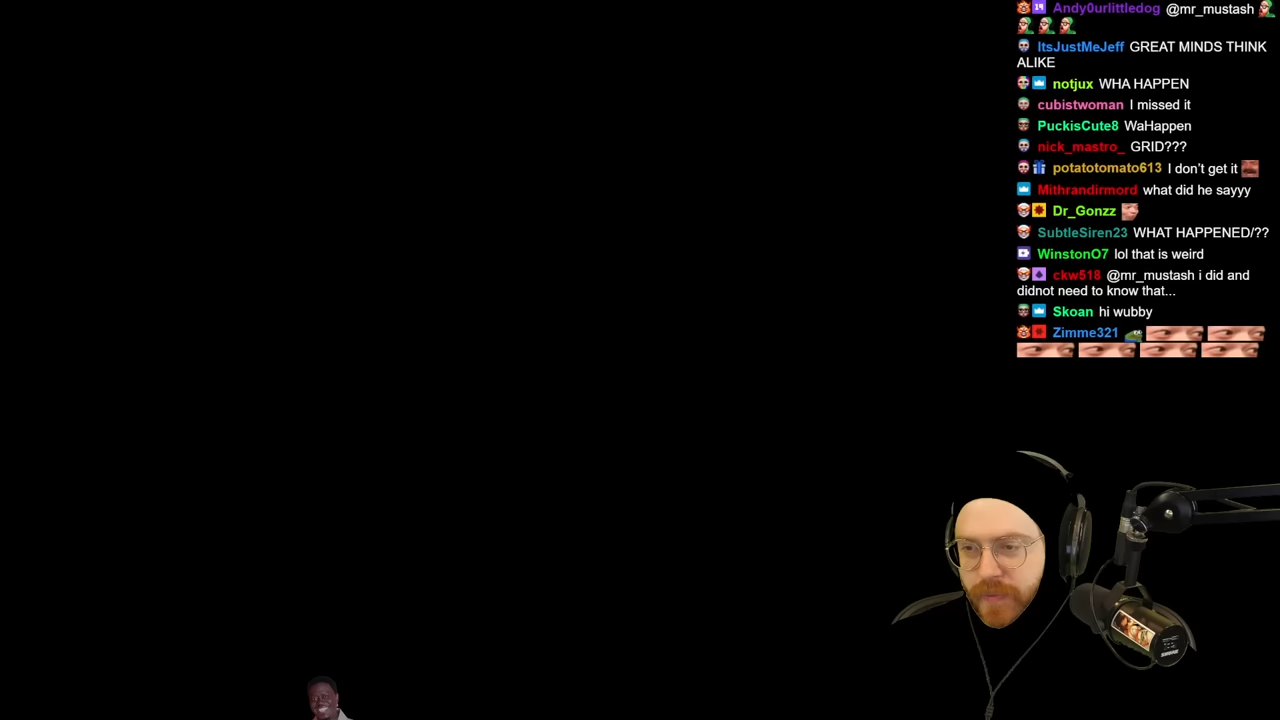 Andy0urlittledog @mr_mustash
ItsJustMeJeff GREAT MINDS THINK
ALIKE
notjux WHA HAPPEN
cubistwoman I missed it
PuckisCute8 WaHappen
nick_mastro_ GRID???
potatotomato613 I don't get it
Mithrandirmord what did he sayyy
Dr_Gonzz
SubtleSiren23 WHAT HAPPENED/??
WinstonO7 lol that is weird
ckw518 @mr_mustash i did and
didnot need to know that...
Skoan hi wubby
Zimme321